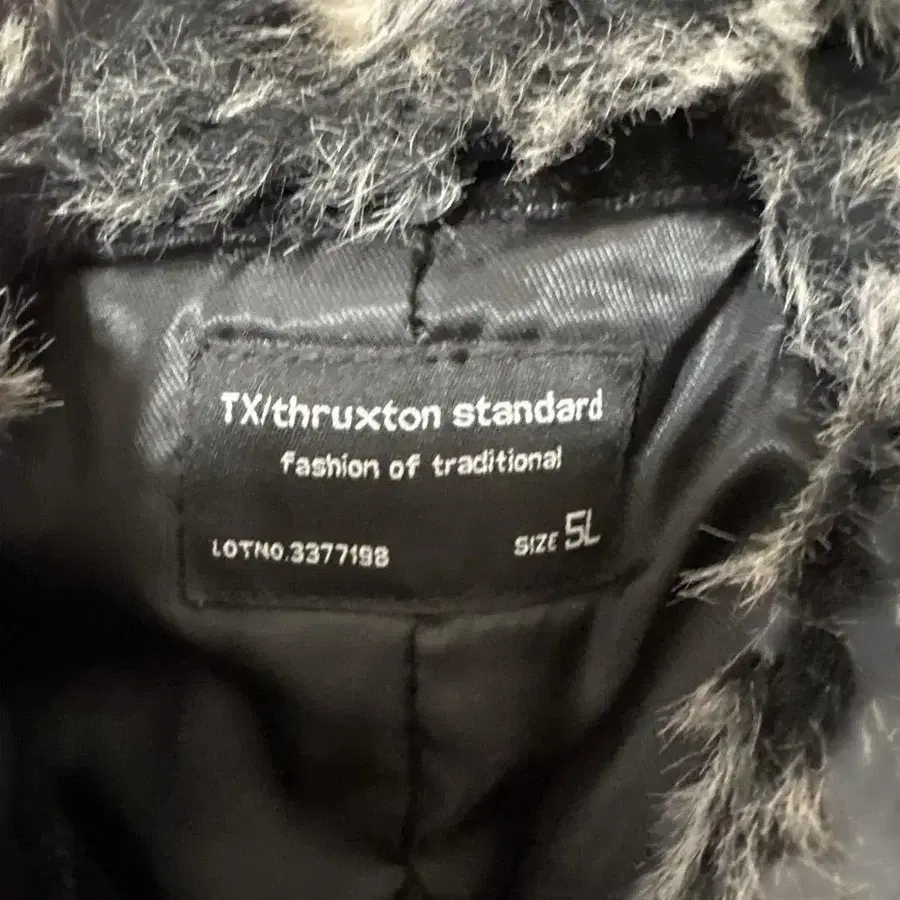 TX/thruxton standard
fashion of traditional
LOTNO.3377198 SIZE 5L